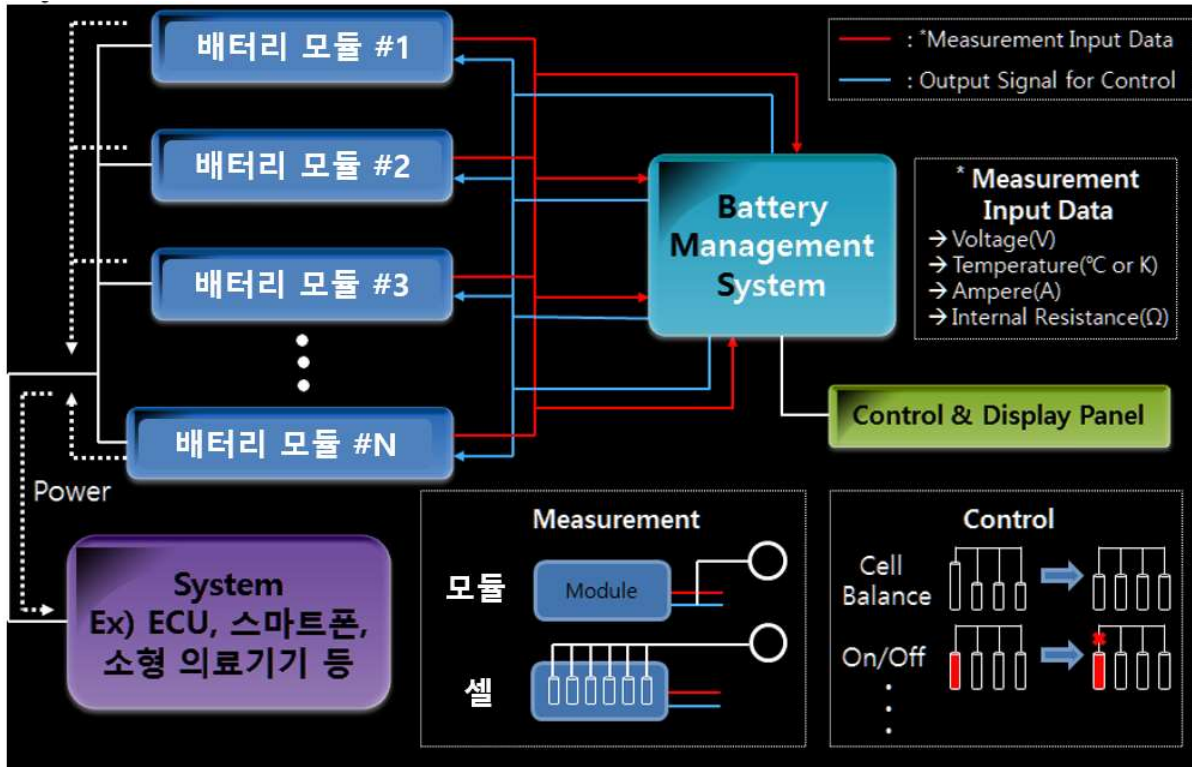 배터리 모듈 #1
: *Measurement Input Data
: Output Signal for Control
배터리 모듈 #2
Battery
Management
System
* Measurement
Input Data
→ Voltage(V)
→ Temperature(℃ or K)
→ Ampere(A)
→ Internal Resistance(Ω)
배터리 모듈 #3
배터리 모듈 #N
Control & Display Panel
Power
System
Ex) ECU, 스마트폰,
소형 의료기기 등
Measurement
모듈
Module
셀
Control
Cell
Balance
On/Off